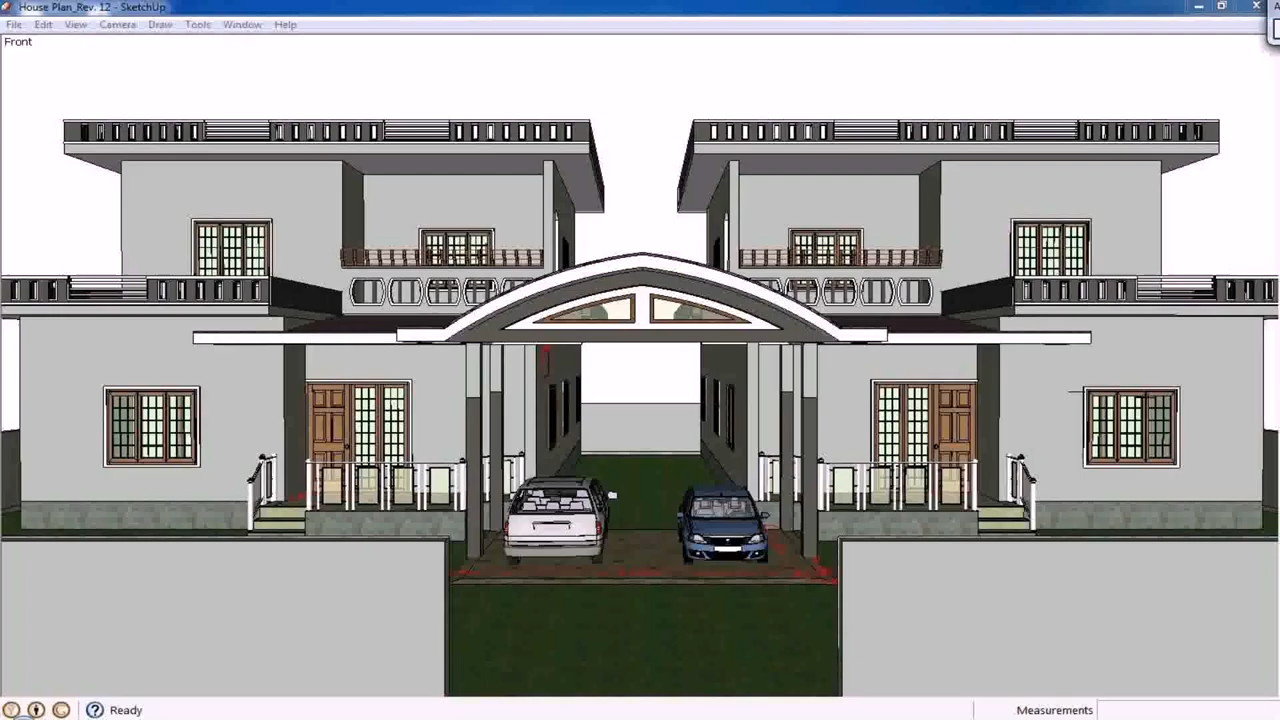 House Plan_Rev. 12 - SketchUp
File Edit View Camera Draw Tools Window Help
Front
Ready
Measurements